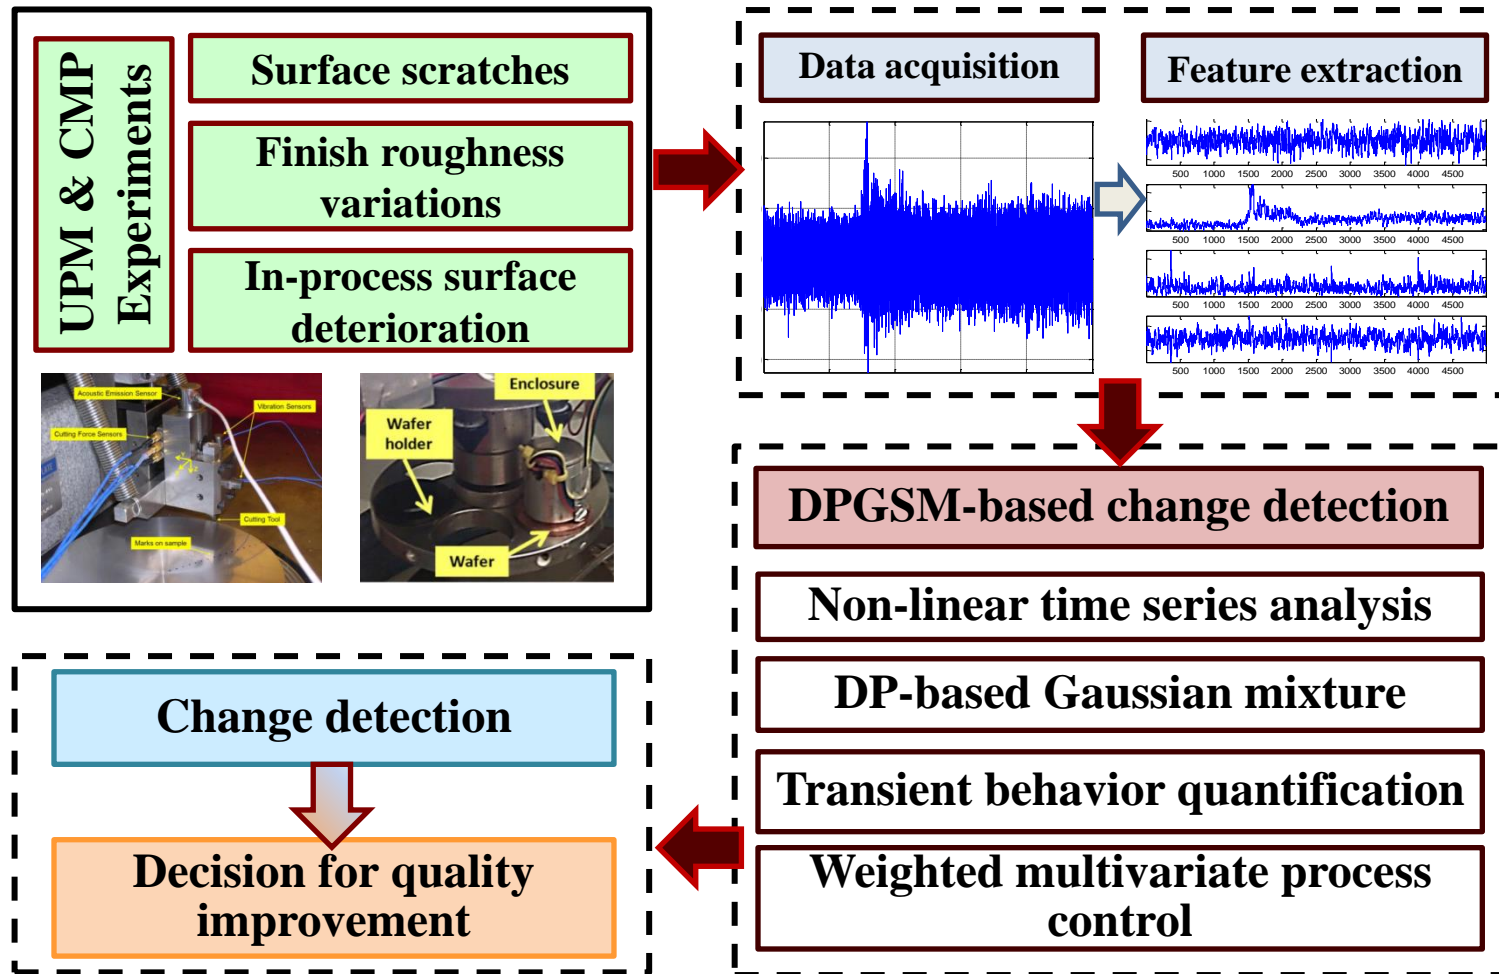 UPM & CMP
Experiments
Surface scratches
Finish roughness
variations
In-process surface
deterioration
Acoustic Emission Sensor
Vibration Sensors
Cutting Force Sensors
Cutting Tool
Marks on sample
Enclosure
Wafer
holder
Wafer
Data acquisition
Feature extraction
500 1000 1500 2000 2500 3000 3500 4000 4500
500 1000 1500 2000 2500 3000 3500 4000 4500
500 1000 1500 2000 2500 3000 3500 4000 4500
500 1000 1500 2000 2500 3000 3500 4000 4500
DPGSM-based change detection
Non-linear time series analysis
DP-based Gaussian mixture
Transient behavior quantification
Weighted multivariate process
control
Change detection
Decision for quality
improvement